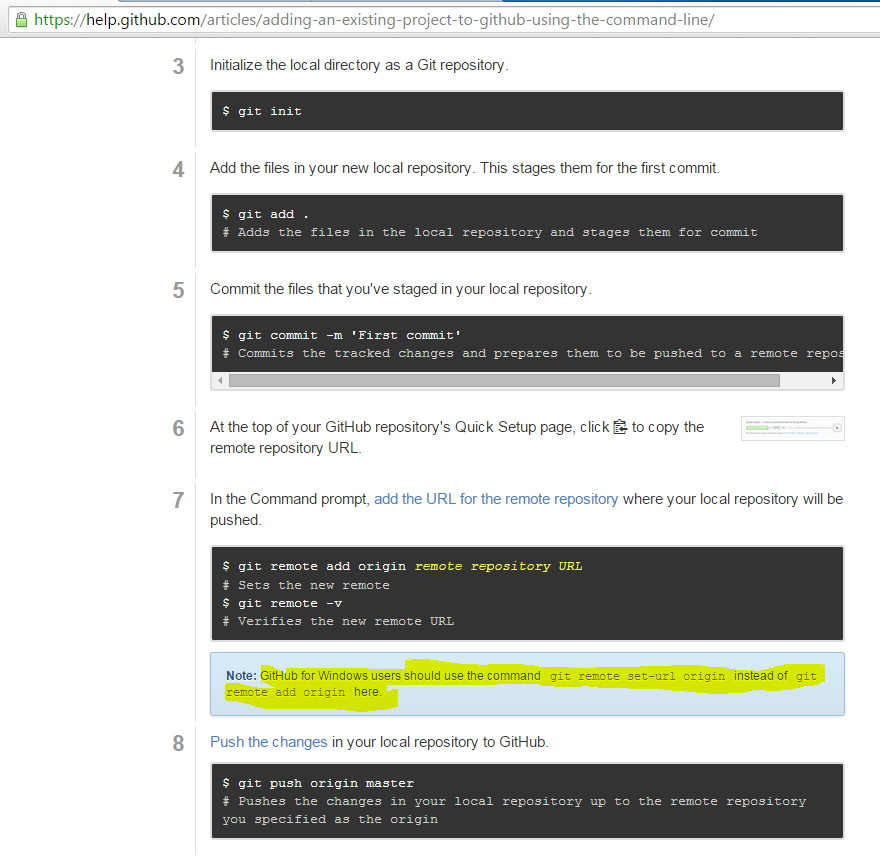 https://help.github.com/articles/adding-an-existing-project-to-github-using-the-command-line/
3
Initialize the local directory as a Git repository.
$ git init
4
Add the files in your new local repository. This stages them for the first commit.
$ git add .
# Adds the files in the local repository and stages them for commit
5
Commit the files that you've staged in your local repository.
$ git commit -m 'First commit'
# Commits the tracked changes and prepares them to be pushed to a remote repos
6
At the top of your GitHub repository's Quick Setup page, click to copy the
remote repository URL.
7
In the Command prompt, add the URL for the remote repository where your local repository will be
pushed.
$ git remote add origin remote repository URL
# Sets the new remote
$ git remote -v
# Verifies the new remote URL
Note: GitHub for Windows users should use the command git remote set-url origin instead of git
remote add origin here.
8
Push the changes in your local repository to GitHub.
$ git push origin master
# Pushes the changes in your local repository up to the remote repository
you specified as the origin